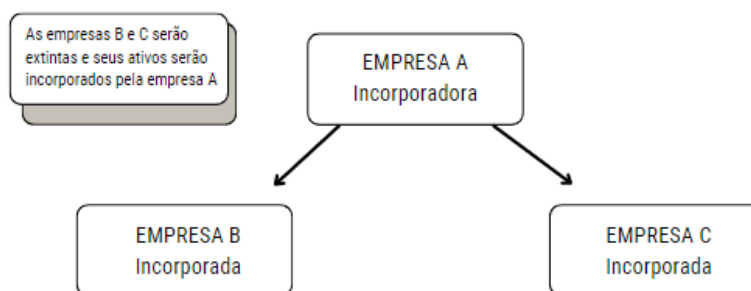 As empresas B e C serão
extintas e seus ativos serão
incorporados pela empresa A
EMPRESA A
Incorporadora
EMPRESA B
Incorporada
EMPRESA C
Incorporada